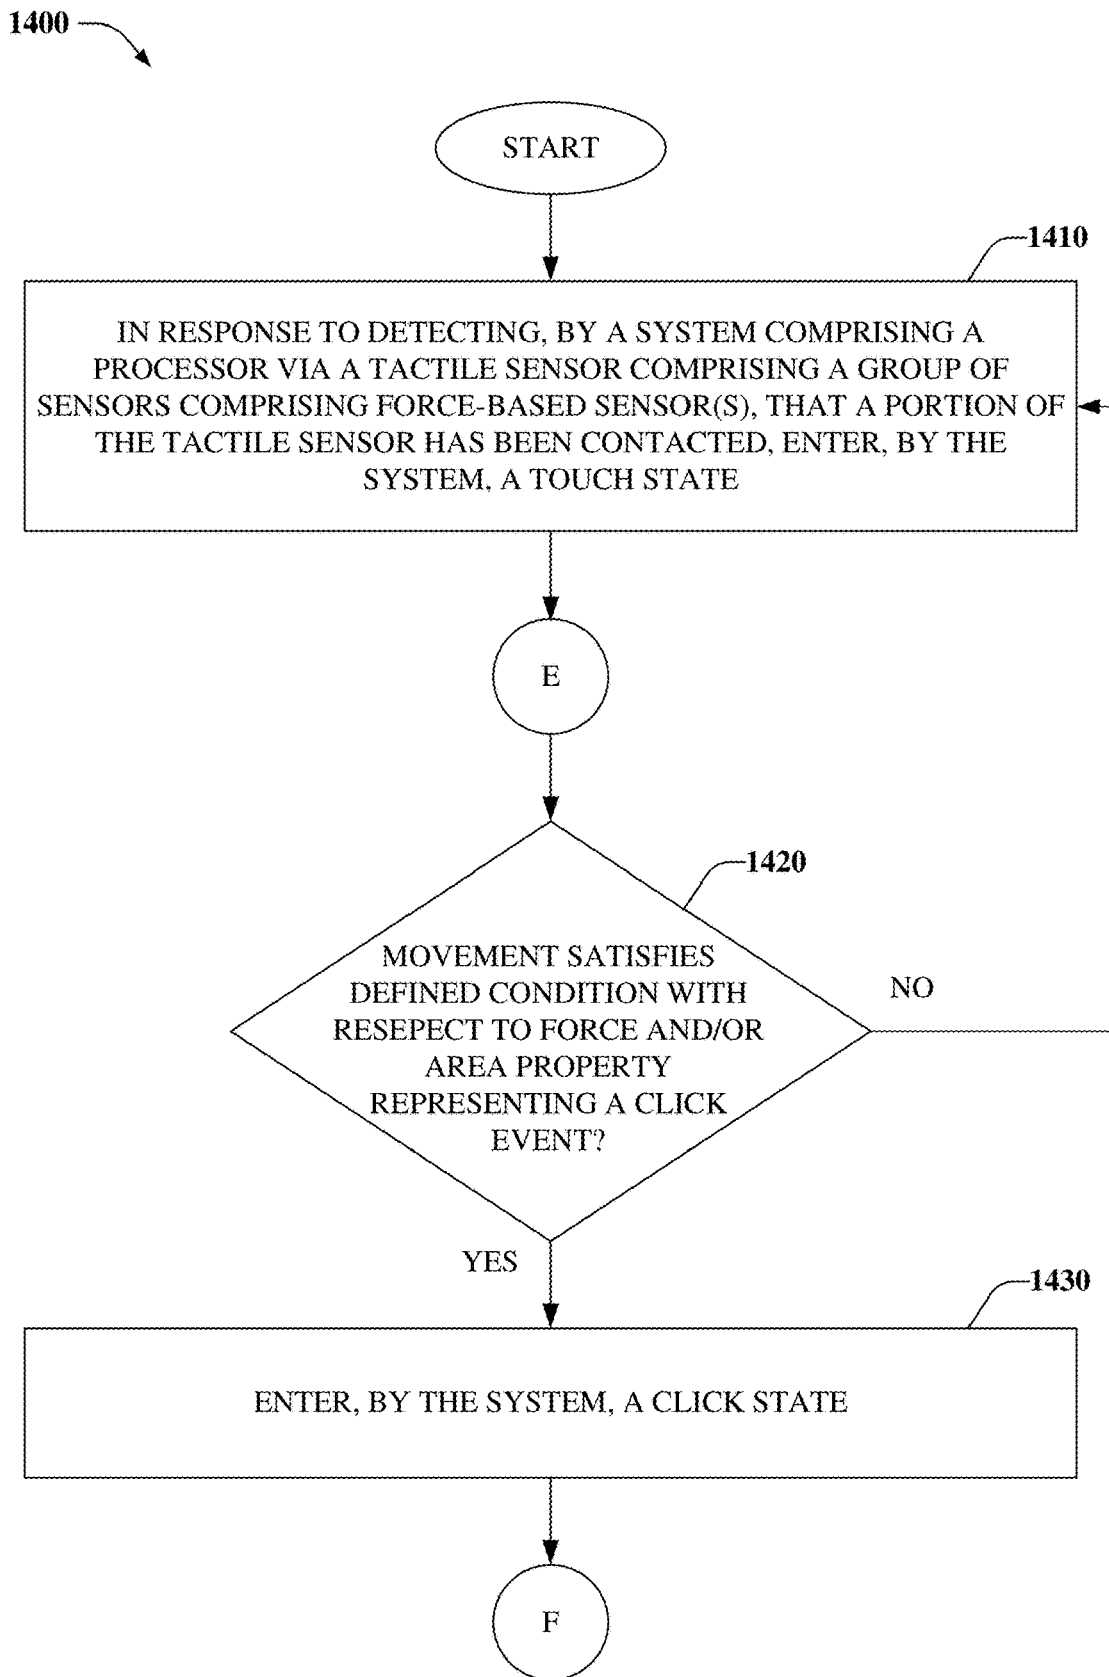 1400
START
1410
IN RESPONSE TO DETECTING, BY A SYSTEM COMPRISING A
PROCESSOR VIA A TACTILE SENSOR COMPRISING A GROUP OF
SENSORS COMPRISING FORCE-BASED SENSOR(S), THAT A PORTION OF
THE TACTILE SENSOR HAS BEEN CONTACTED, ENTER, BY THE
SYSTEM, A TOUCH STATE
E
1420
MOVEMENT SATISFIES
DEFINED CONDITION WITH
RESEPECT TO FORCE AND/OR
AREA PROPERTY
REPRESENTING A CLICK
EVENT?
NO
YES
1430
ENTER, BY THE SYSTEM, A CLICK STATE
F